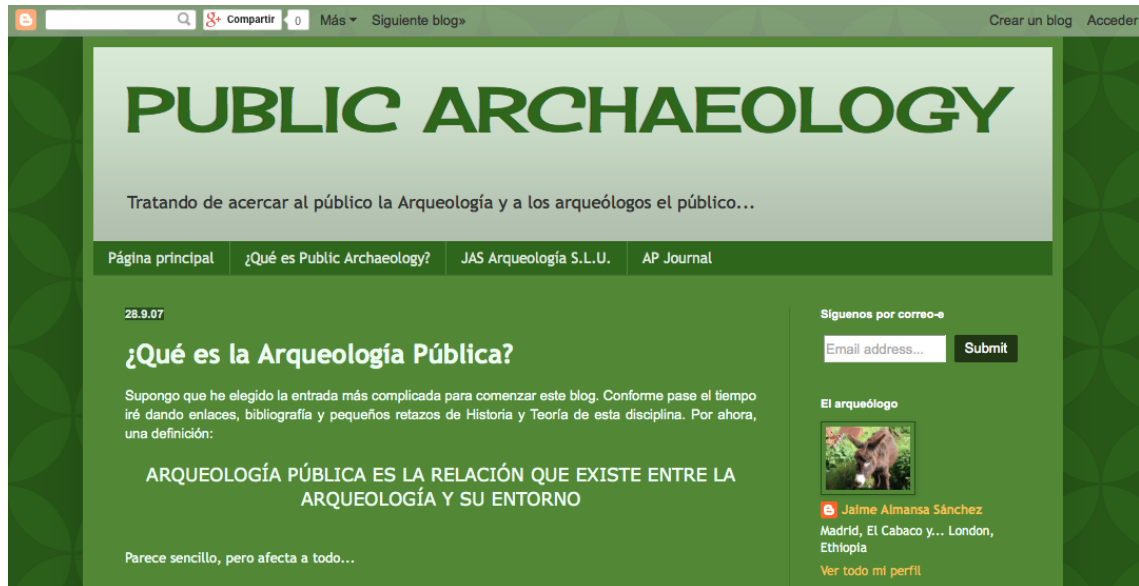 Compartir 0 Más Siguiente blog» Crear un blog Acceder
PUBLIC ARCHAEOLOGY
Tratando de acercar al público la Arqueología y a los arqueólogos el público...
Página principal ¿Qué es Public Archaeology? JAS Arqueología S.L.U. AP Journal
28.9.07
¿Qué es la Arqueología Pública?
Supongo que he elegido la entrada más complicada para comenzar este blog. Conforme pase el tiempo
iré dando enlaces, bibliografía y pequeños retazos de Historia y Teoría de esta disciplina. Por ahora,
una definición:
ARQUEOLOGÍA PÚBLICA ES LA RELACIÓN QUE EXISTE ENTRE LA
ARQUEOLOGÍA Y SU ENTORNO
Parece sencillo, pero afecta a todo...
Síguenos por correo-e
Email address... Submit
El arqueólogo
Jaime Almansa Sánchez
Madrid, El Cabaco y... London,
Ethiopia
Ver todo mi perfil